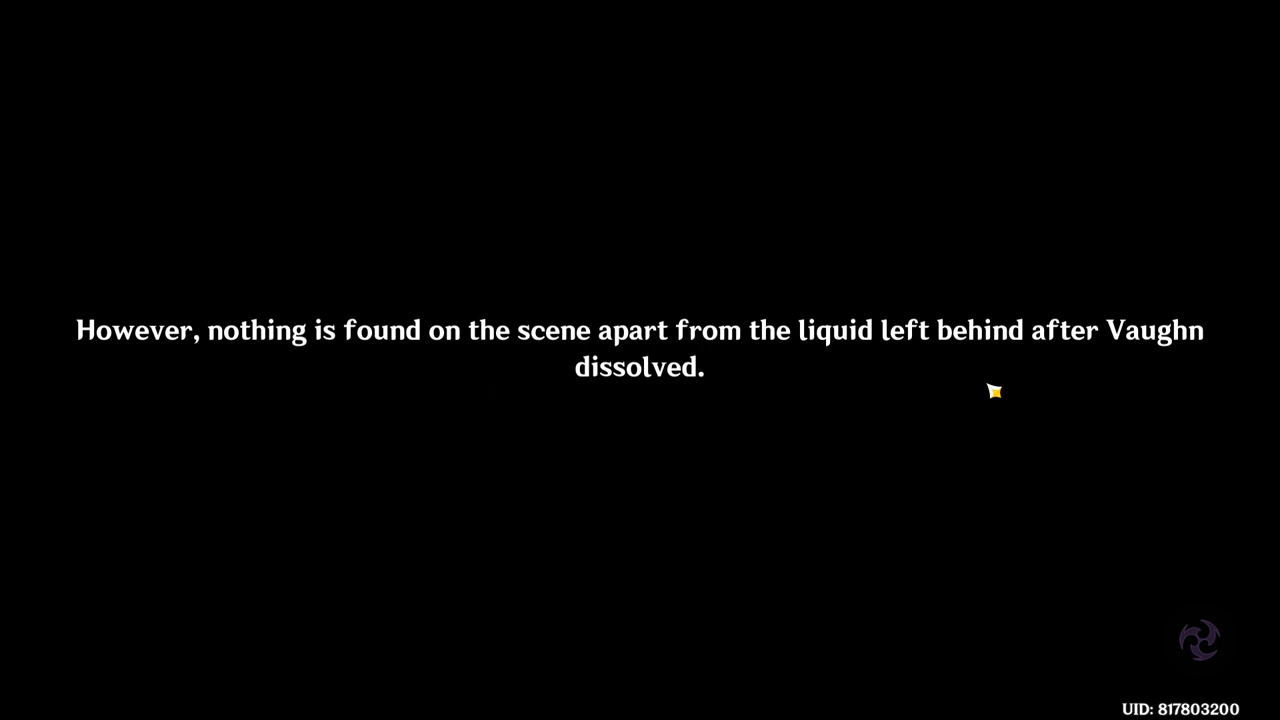 However, nothing is found on the scene apart from the liquid left behind after Vaughn
dissolved.
UID: 817803200